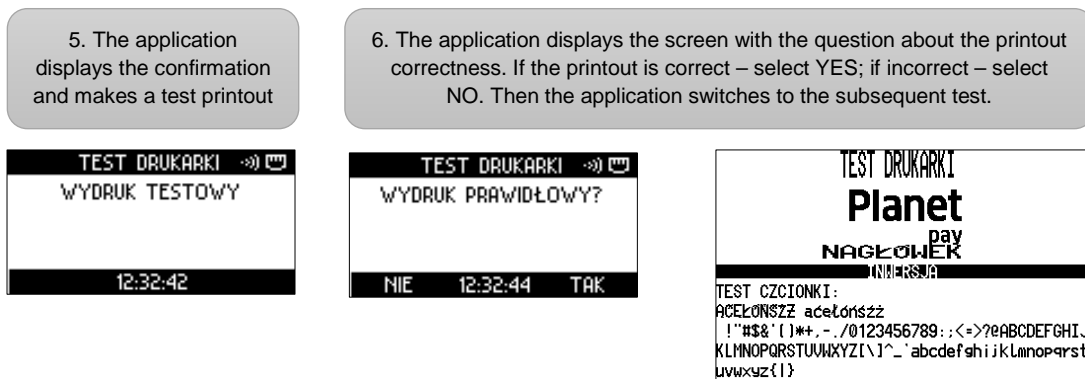 5. The application
displays the confirmation
and makes a test printout
6. The application displays the screen with the question about the printout
correctness. If the printout is correct – select YES; if incorrect – select
NO. Then the application switches to the subsequent test.
TEST DRUKARKI
WYDRUK TESTOWY
12:32:42
TEST DRUKARKI
WYDRUK PRAWIDŁOWY?
NIE 12:32:44 TAK
TEST DRUKARKI
Planet
pay
NAGŁÓWEK
INWERSJA
TEST CZCIONKI:
ĄĆĘŁÓŃŚŻŹ ąćęłóńśżź
!"#$&'()*+,-./0123456789:;<=>?@ABCDEFGHIJ
KLMNOPQRSTUVWXYZ[\]^_`abcdefghijklmnopqrst
uvwxyz{|}